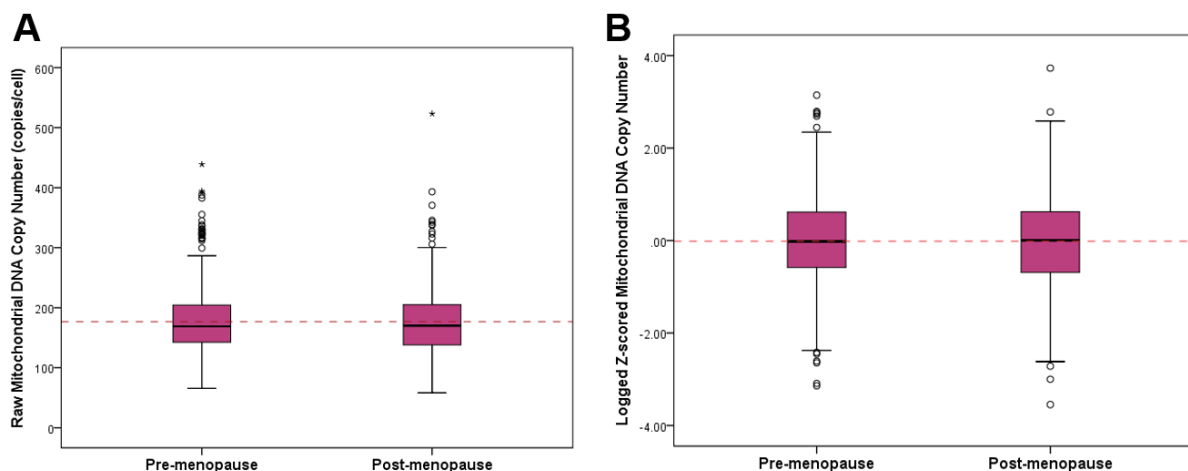 A
Raw Mitochondrial DNA Copy Number (copies/cell)
600
500
400
300
200
100
0
Pre-menopause
Post-menopause
B
Logged Z-scored Mitochondrial DNA Copy Number
4.00
2.00
.00
-2.00
-4.00
Pre-menopause
Post-menopause